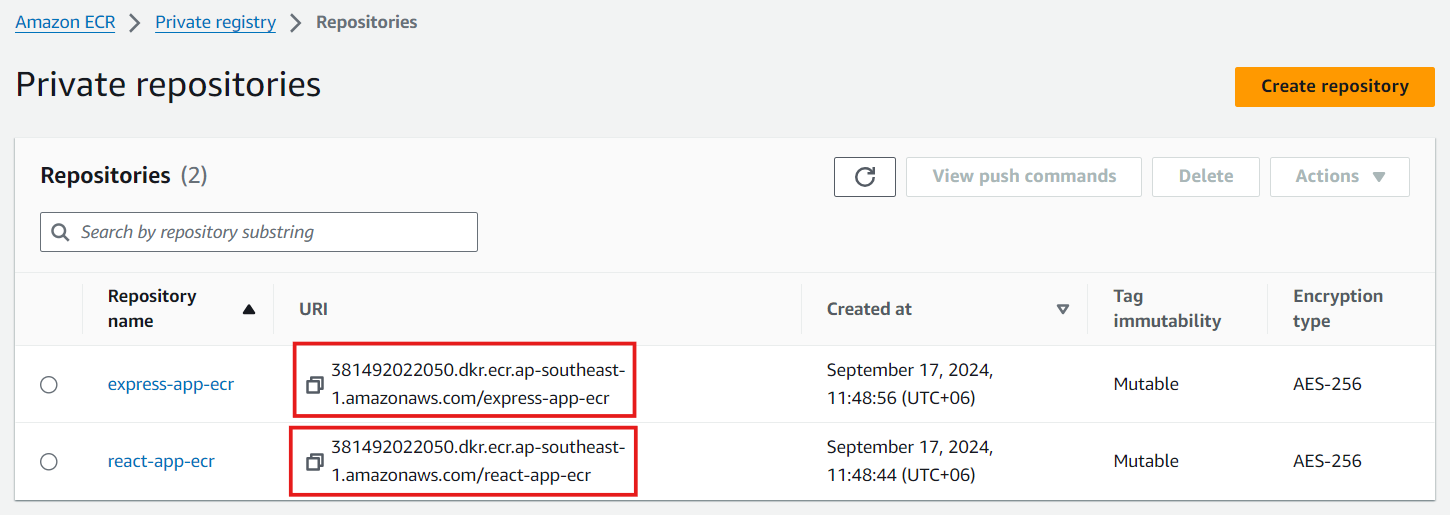 Amazon ECR > Private registry > Repositories
Private repositories
Create repository
Repositories (2)
View push commands
Delete
Actions
Search by repository substring
Repository
name
URI
Created at
Tag
immutability
Encryption
type
express-app-ecr
381492022050.dkr.ecr.ap-southeast-
1.amazonaws.com/express-app-ecr
September 17, 2024,
11:48:56 (UTC+06)
Mutable
AES-256
react-app-ecr
381492022050.dkr.ecr.ap-southeast-
1.amazonaws.com/react-app-ecr
September 17, 2024,
11:48:44 (UTC+06)
Mutable
AES-256